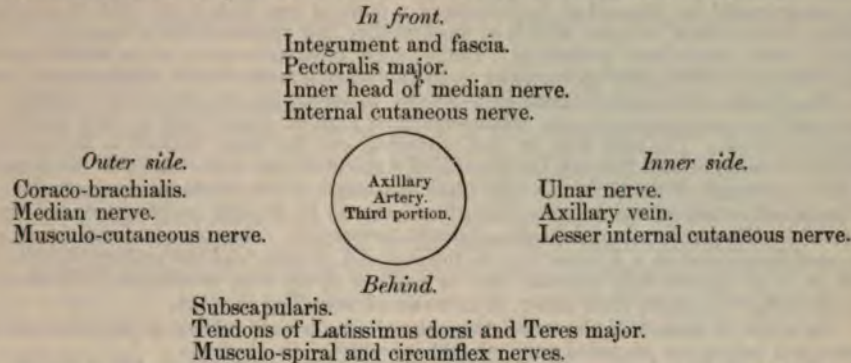 In front.
Integument and fascia.
Pectoralis major.
Inner head of median nerve.
Internal cutaneous nerve.
Outer side.
Coraco-brachialis.
Median nerve.
Musculo-cutaneous nerve.
Axillary
Artery.
Third portion.
Inner side.
Ulnar nerve.
Axillary vein.
Lesser internal cutaneous nerve.
Behind.
Subscapularis.
Tendons of Latissimus dorsi and Teres major.
Musculo-spiral and circumflex nerves.